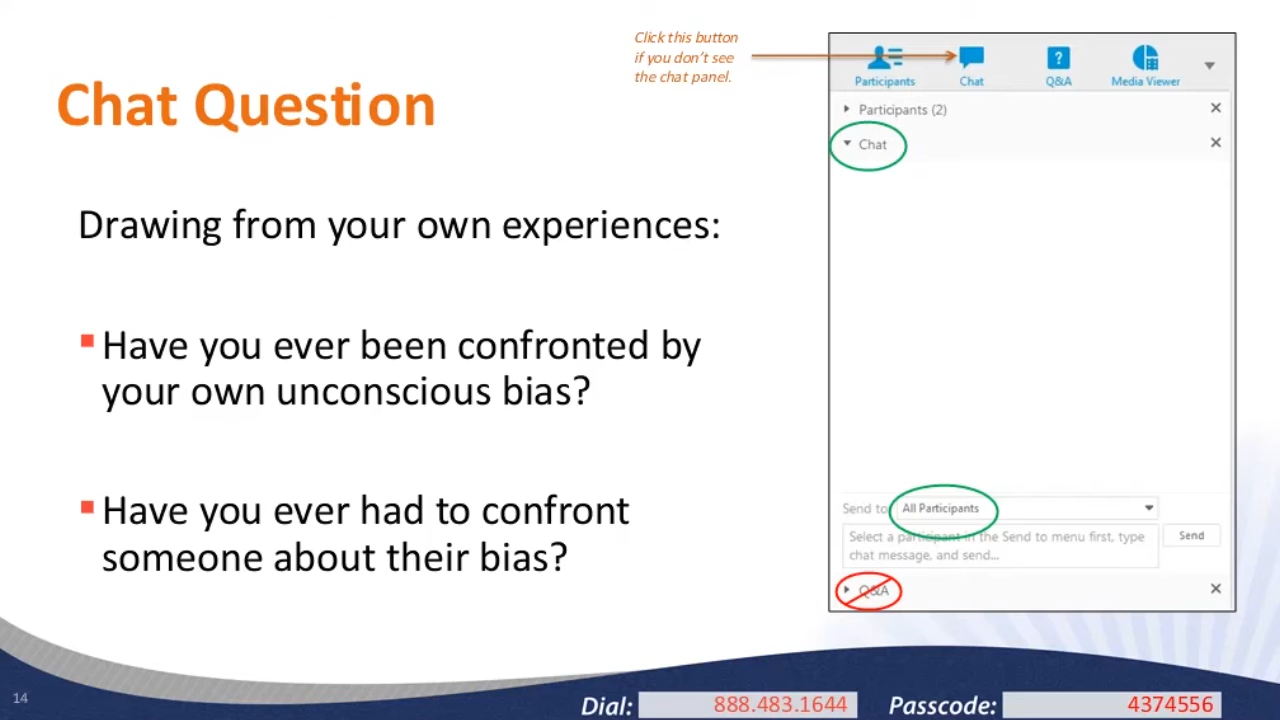 Click this button
if you don't see
the chat panel.
Chat Question
Drawing from your own experiences:
▪ Have you ever been confronted by
your own unconscious bias?
▪ Have you ever had to confront
someone about their bias?
Participants
Chat
Q&A
Media Viewer
Participants (2)
Chat
Send to
All Participants
Select a participant in the Send to menu first, type
chat message, and send...
Send
Q&A
14
Dial: 888.483.1644
Passcode: 4374556